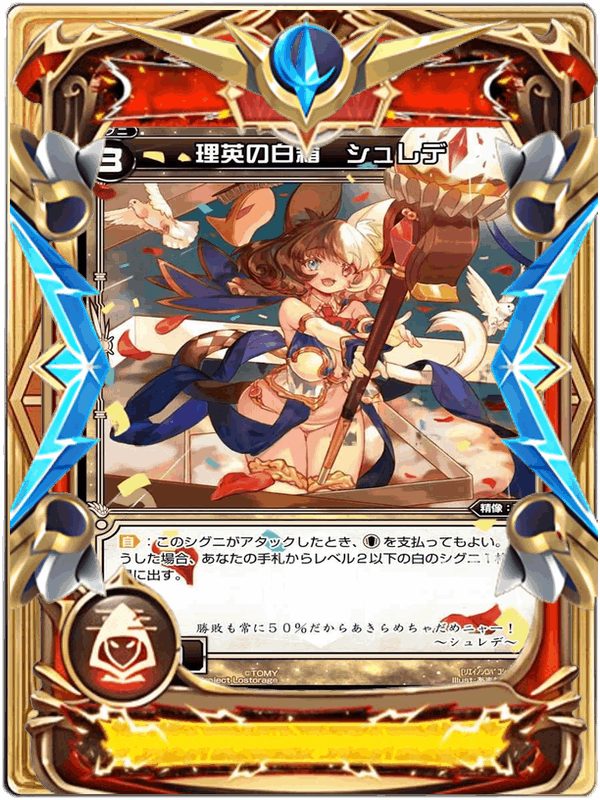 3 理英の白猫 シュレデ
精像:
自:このシグニがアタックしたとき、を支払ってもよい。
うした場合、あなたの手札からレベル2以下の白のシグニ1
に出す。
勝敗も常に50%だからあきらめちゃだめニャー!
～シュレデ～
©TOMY
oject Lostorage
Illust: